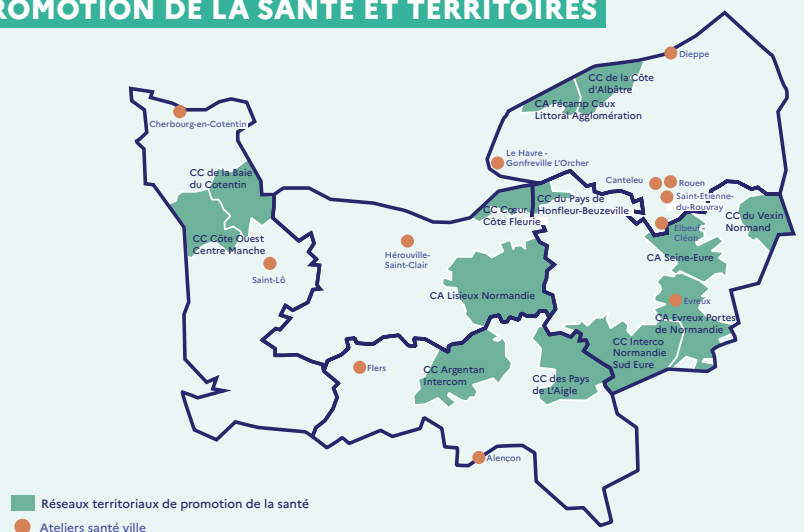 ROMOTION DE LA SANTÉ ET TERRITOIRES
Dieppe
CC de la Côte
d'Albâtre
CA Fécamp Caux
Littoral Agglomération
Cherbourg-en-Cotentin
Le Havre -
Gonfreville L'Orcher
CC de la Baie
du Cotentin
Canteleu
Rouen
Saint-Etienne-
du-Rouvray
CC Cœur
Côte Fleurie
CC du Pays de
Honfleur-Beuzeville
CC du Vexin
Normand
Elbeuf -
Cléon
CC Côte Ouest
Centre Manche
Hérouville-
Saint-Clair
CA Seine-Eure
Saint-Lô
CA Lisieux Normandie
Evreux
CA Evreux Portes
de Normandie
CC Interco
Normandie
Sud Eure
Flers
CC Argentan
Intercom
CC des Pays
de L'Aigle
Alençon
Réseaux territoriaux de promotion de la santé
Ateliers santé ville